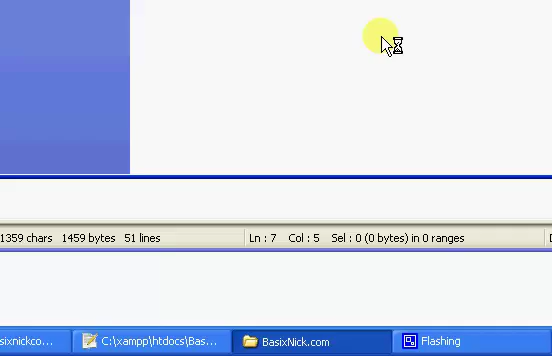 1359 chars 1459 bytes 51 lines Ln : 7 Col : 5 Sel : 0 (0 bytes) in 0 ranges
sixnickco... C:\xampp\htdocs\Bas... BasixNick.com Flashing